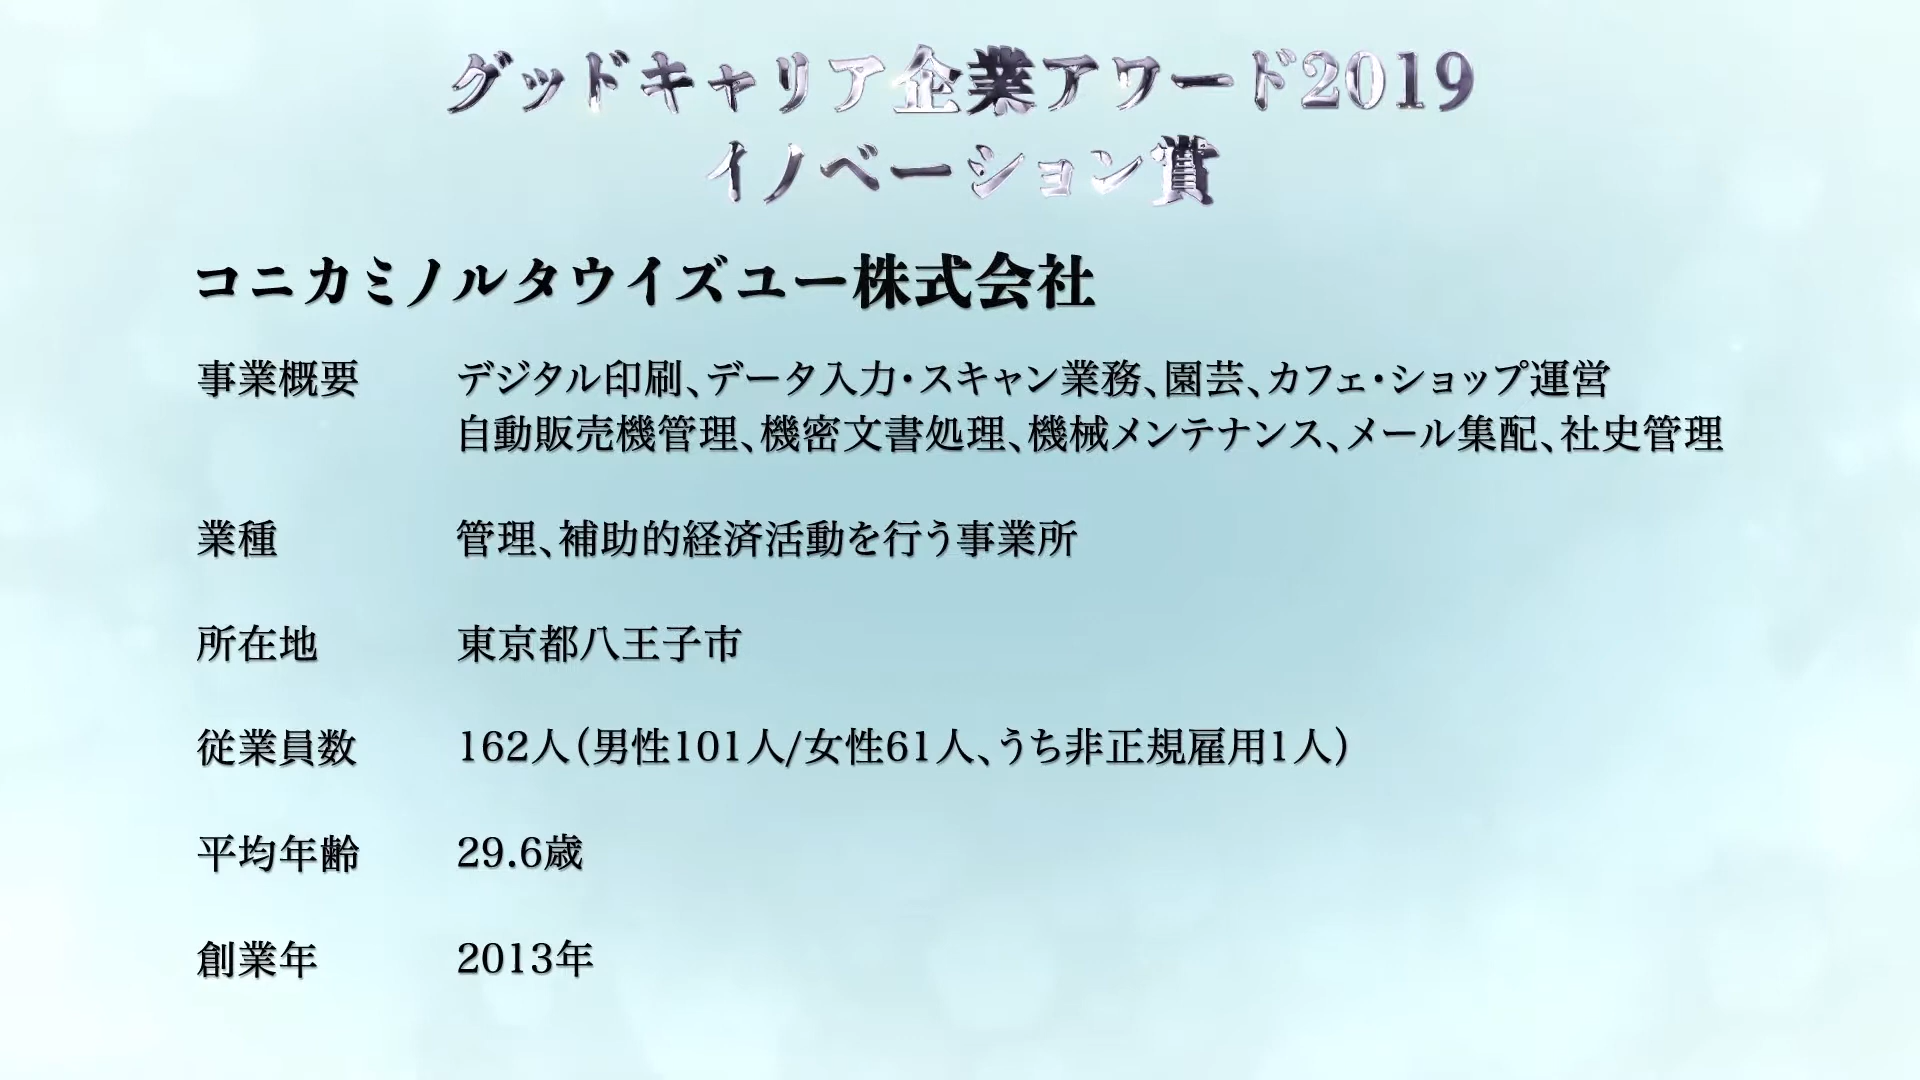 グッドキャリア企業アワード2019
イノベーション賞
コニカミノルタウイズユー株式会社
事業概要 デジタル印刷、データ入力・スキャン業務、園芸、カフェ・ショップ運営
自動販売機管理、機密文書処理、機械メンテナンス、メール集配、社史管理
業種 管理、補助的経済活動を行う事業所
所在地 東京都八王子市
従業員数 162人(男性101人/女性61人、うち非正規雇用1人)
平均年齢 29.6歳
創業年 2013年